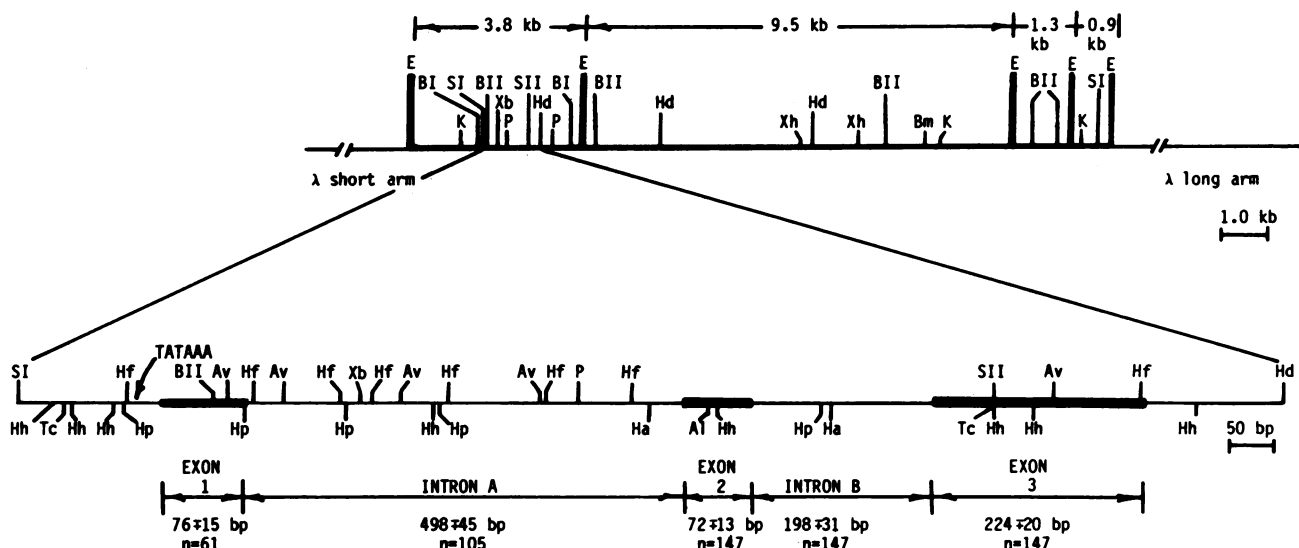 3.8 kb 9.5 kb 1.3 kb 0.9 kb
E E E E E
BI SI BII SII BI BII BII BII SI
Xb Hd Hd Hd
K P P Xh Xh Bm K K
λ short arm λ long arm
1.0 kb
TATAAA
SI Hf BII Av Hf Av Hf Xb Hf Av Hf Av Hf P Hf SII Av Hf Hd
Hh Tc Hh Hh Hp Hp Hp Hh Hp Ha Al Hh Hp Ha Tc Hh Hh Hh
50 bp
EXON 1 INTRON A EXON 2 INTRON B EXON 3
76∓15 bp 498∓45 bp 72∓13 bp 198∓31 bp 224∓20 bp
n=61 n=105 n=147 n=147 n=147